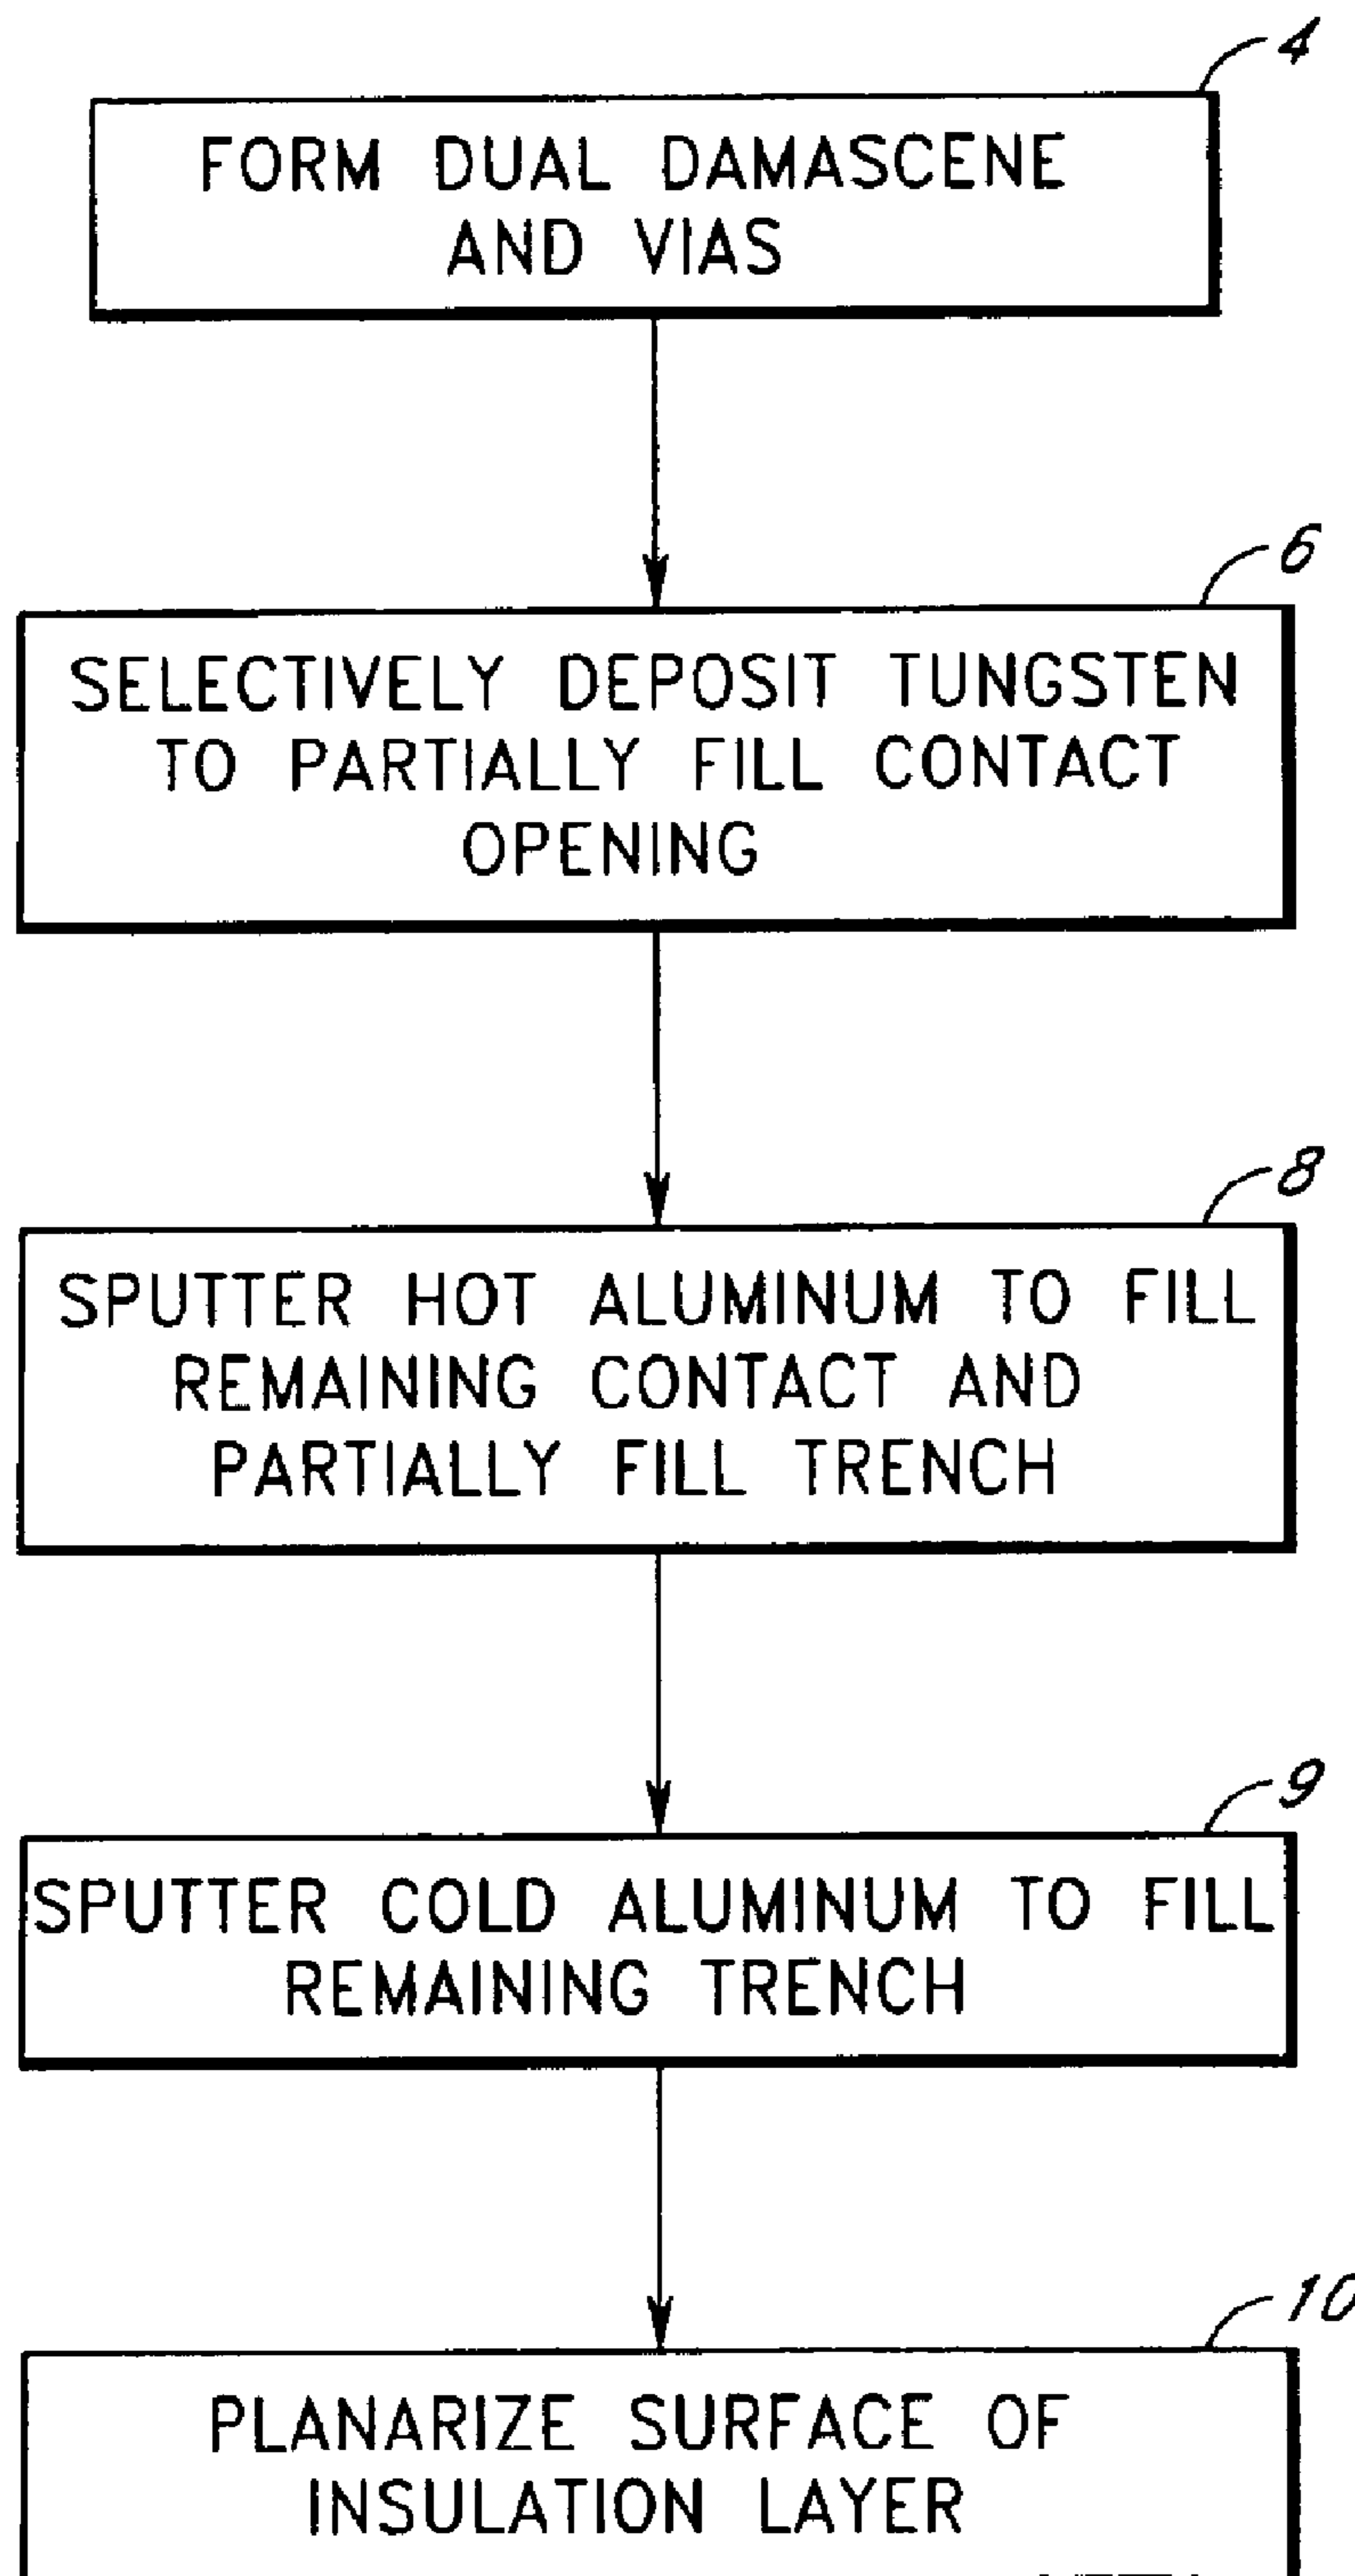 4
FORM DUAL DAMASCENE
AND VIAS
6
SELECTIVELY DEPOSIT TUNGSTEN
TO PARTIALLY FILL CONTACT
OPENING
8
SPUTTER HOT ALUMINUM TO FILL
REMAINING CONTACT AND
PARTIALLY FILL TRENCH
9
SPUTTER COLD ALUMINUM TO FILL
REMAINING TRENCH
10
PLANARIZE SURFACE OF
INSULATION LAYER